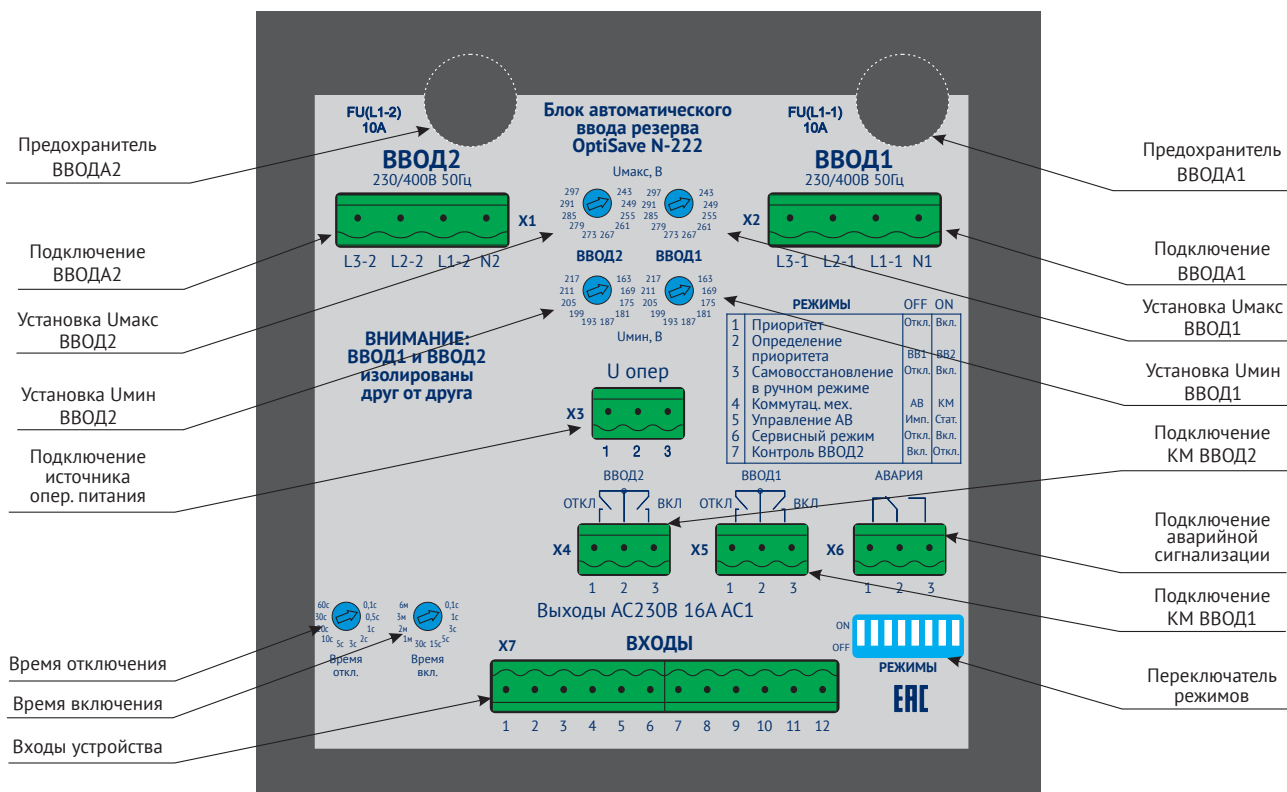 Предохранитель
ВВОДА2
Подключение
ВВОДА2
Установка Uмакс
ВВОД2
Установка Uмин
ВВОД2
Подключение
источника
опер. питания
Время отключения
Время включения
Входы устройства
FU(L1-2)
10A
ВВОД2
230/400В 50Гц
X1
L3-2 L2-2 L1-2 N2
Блок автоматического
ввода резерва
OptiSave N-222
Uмакс, В
297 243 297 243
291 249 291 249
285 255 285 255
279 261 279 261
273 267 273 267
ВВОД2 ВВОД1
217 163 217 163
211 169 211 169
205 175 205 175
199 181 199 181
193 187 193 187
Uмин, В
FU(L1-1)
10A
ВВОД1
230/400В 50Гц
X2
L3-1 L2-1 L1-1 N1
ВНИМАНИЕ:
ВВОД1 и ВВОД2
изолированы
друг от друга
U опер
X3
1 2 3
РЕЖИМЫ OFF ON
1 Приоритет Откл. Вкл.
2 Определение
приоритета ВВ1 ВВ2
3 Самовосстановление Откл. Вкл.
в ручном режиме
4 Коммутац. мех. АВ КМ
5 Управление АВ Имп. Стат.
6 Сервисный режим Откл. Вкл.
7 Контроль ВВОД2 Вкл. Откл.
ВВОД2
ОТКЛ ВКЛ
X4
1 2 3
ВВОД1
ОТКЛ ВКЛ
X5
1 2 3
АВАРИЯ
X6
1 2 3
Выходы AC230В 16А АС1
60с 0,1с
30с 0,5с
20с 1с
10с 2с
5с 3с
Время
откл.
6м 0,1с
3м 1с
2м 3с
1м 5с
30с 15с
Время
вкл.
X7 ВХОДЫ
1 2 3 4 5 6 7 8 9 10 11 12
ON
OFF
РЕЖИМЫ
EAC
Предохранитель
ВВОДА1
Подключение
ВВОДА1
Установка Uмакс
ВВОД1
Установка Uмин
ВВОД1
Подключение
КМ ВВОД2
Подключение
аварийной
сигнализации
Подключение
КМ ВВОД1
Переключатель
режимов